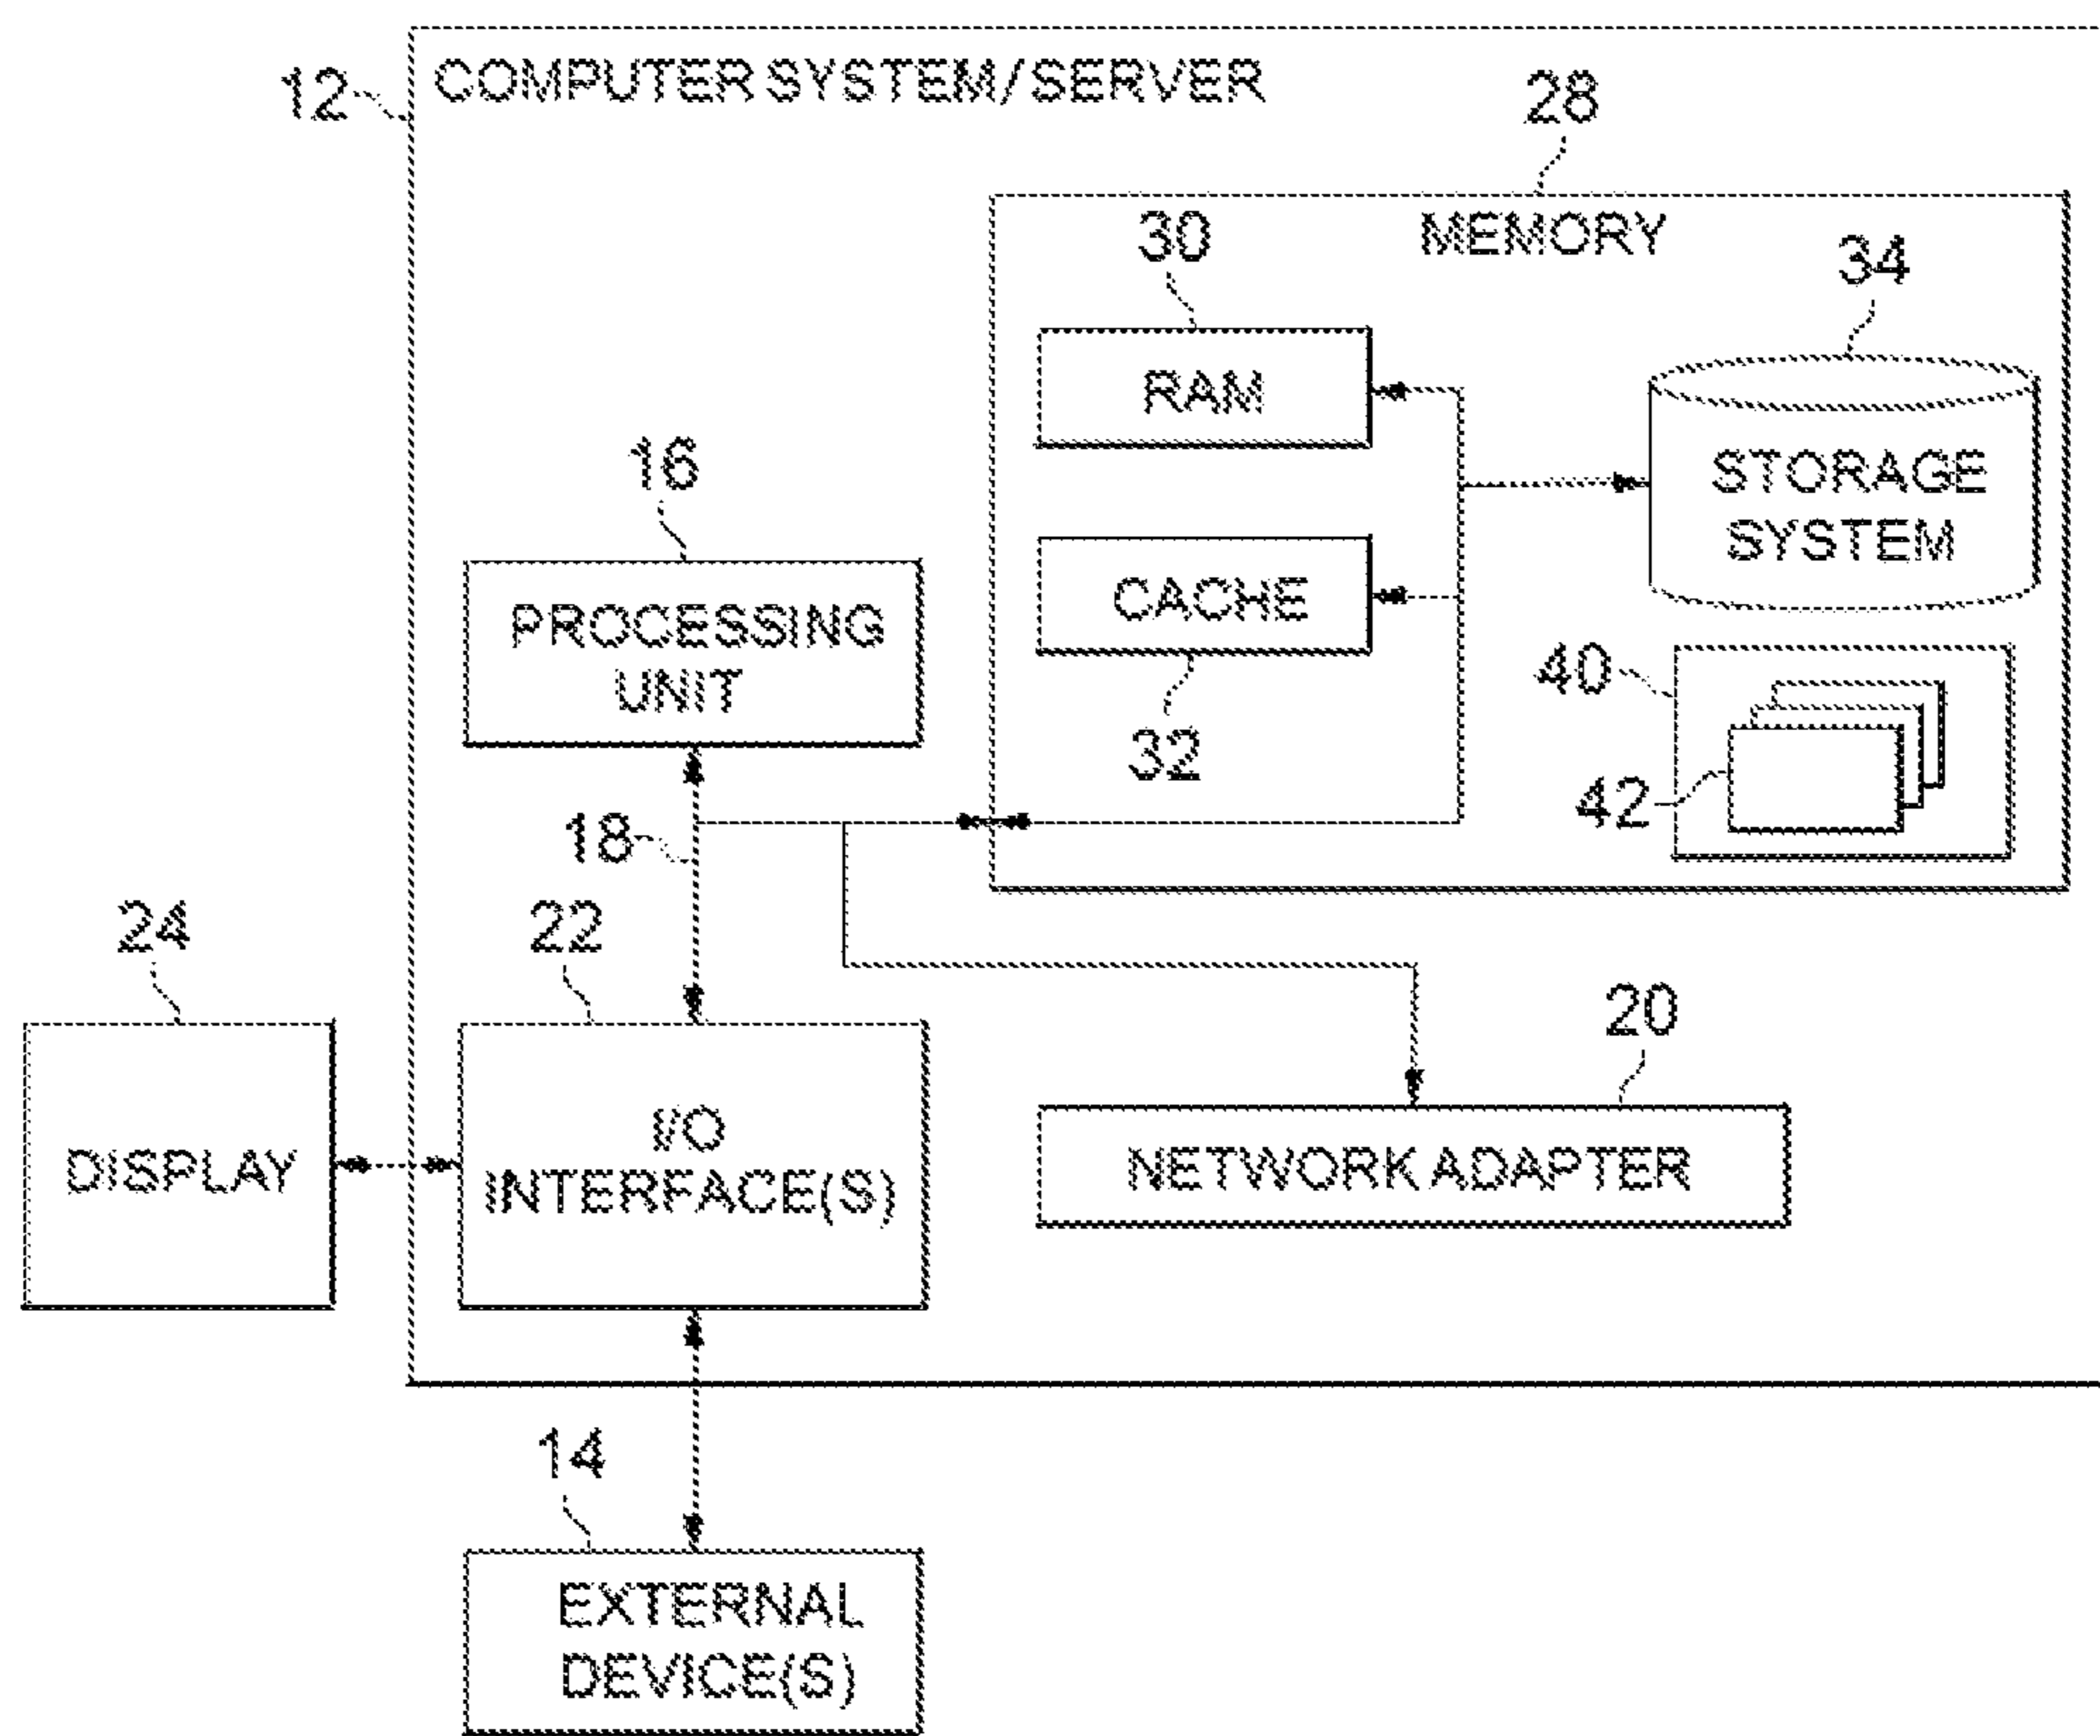 12
COMPUTER SYSTEM/SERVER
28
MEMORY
30
34
RAM
STORAGE
SYSTEM
16
PROCESSING
UNIT
CACHE
32
40
42
18
24
22
20
DISPLAY
I/O
INTERFACE(S)
NETWORK ADAPTER
14
EXTERNAL
DEVICE(S)